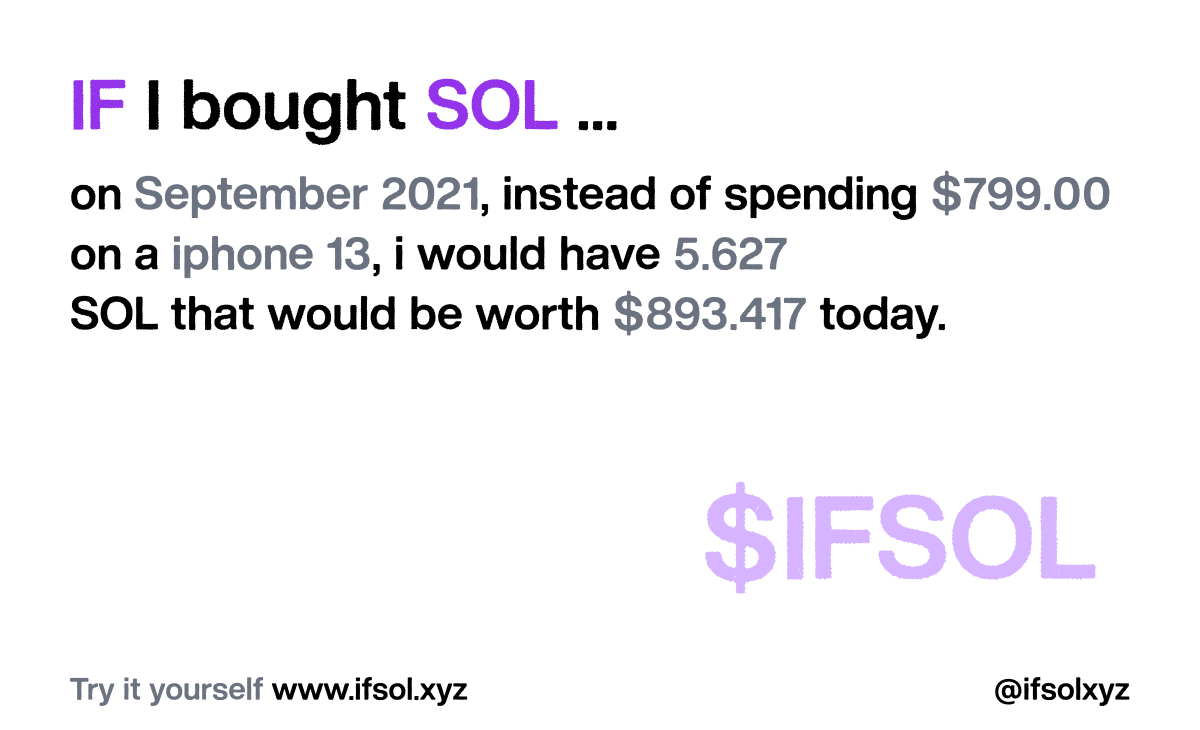 IF I bought SOL ...
on September 2021, instead of spending $799.00
on a iphone 13, i would have 5.627
SOL that would be worth $893.417 today.
$IFSOL
Try it yourself www.ifsol.xyz
@ifsolxyz